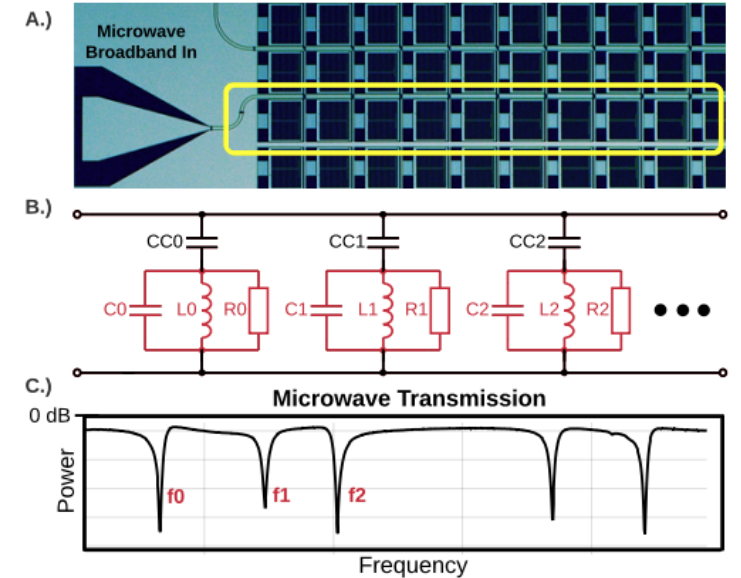 A.)
Microwave
Broadband In
B.)
CC0
CC1
CC2
C0
L0
R0
C1
L1
R1
C2
L2
R2
C.)
Microwave Transmission
0 dB
Power
f0
f1
f2
Frequency